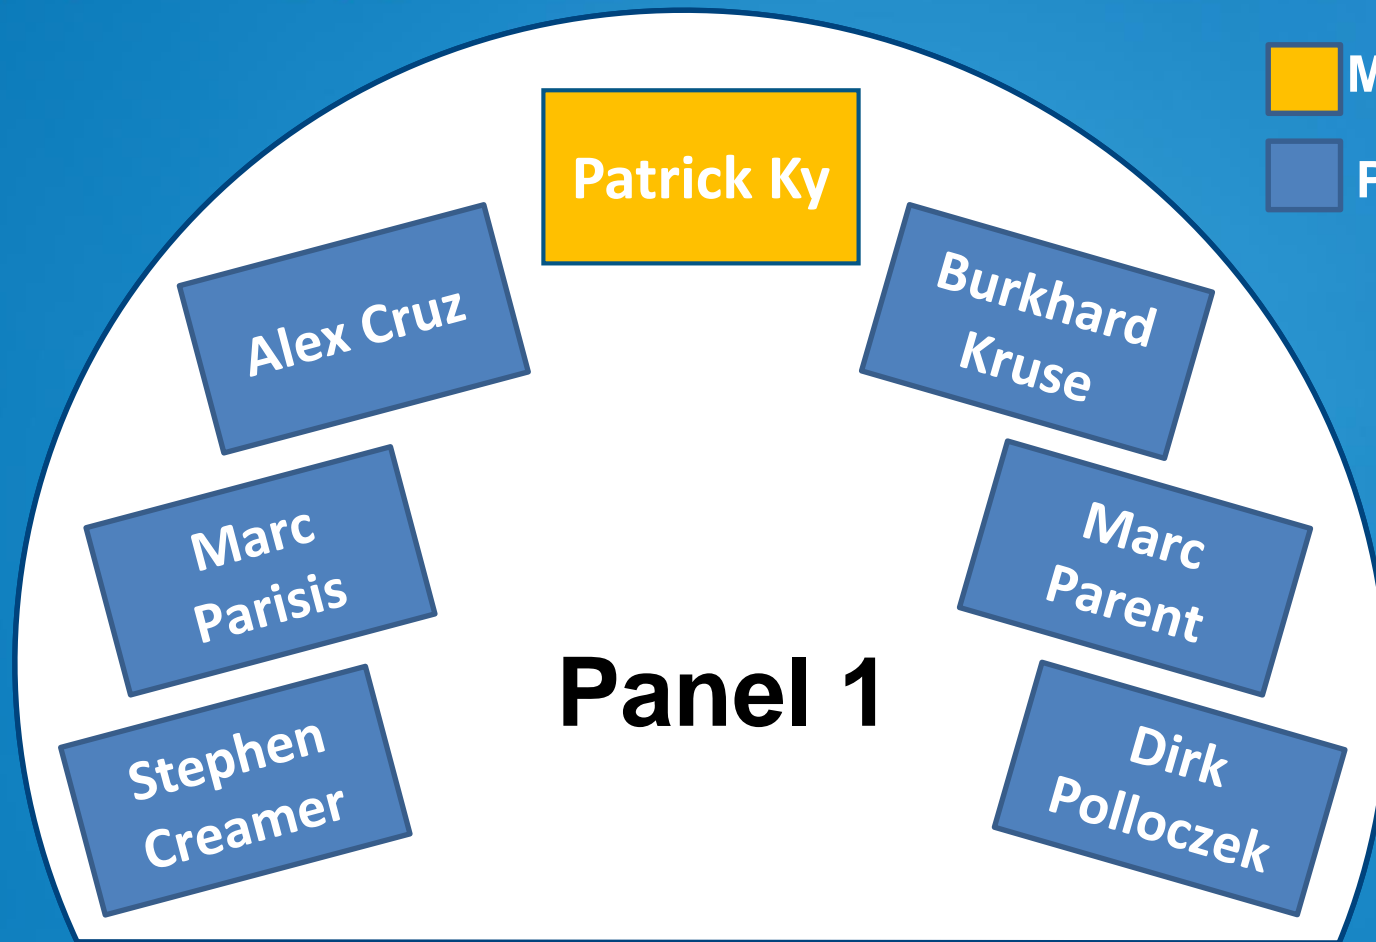 Patrick Ky
Alex Cruz
Burkhard
Kruse
Marc
Parisis
Marc
Parent
Panel 1
Stephen
Creamer
Dirk
Polloczek